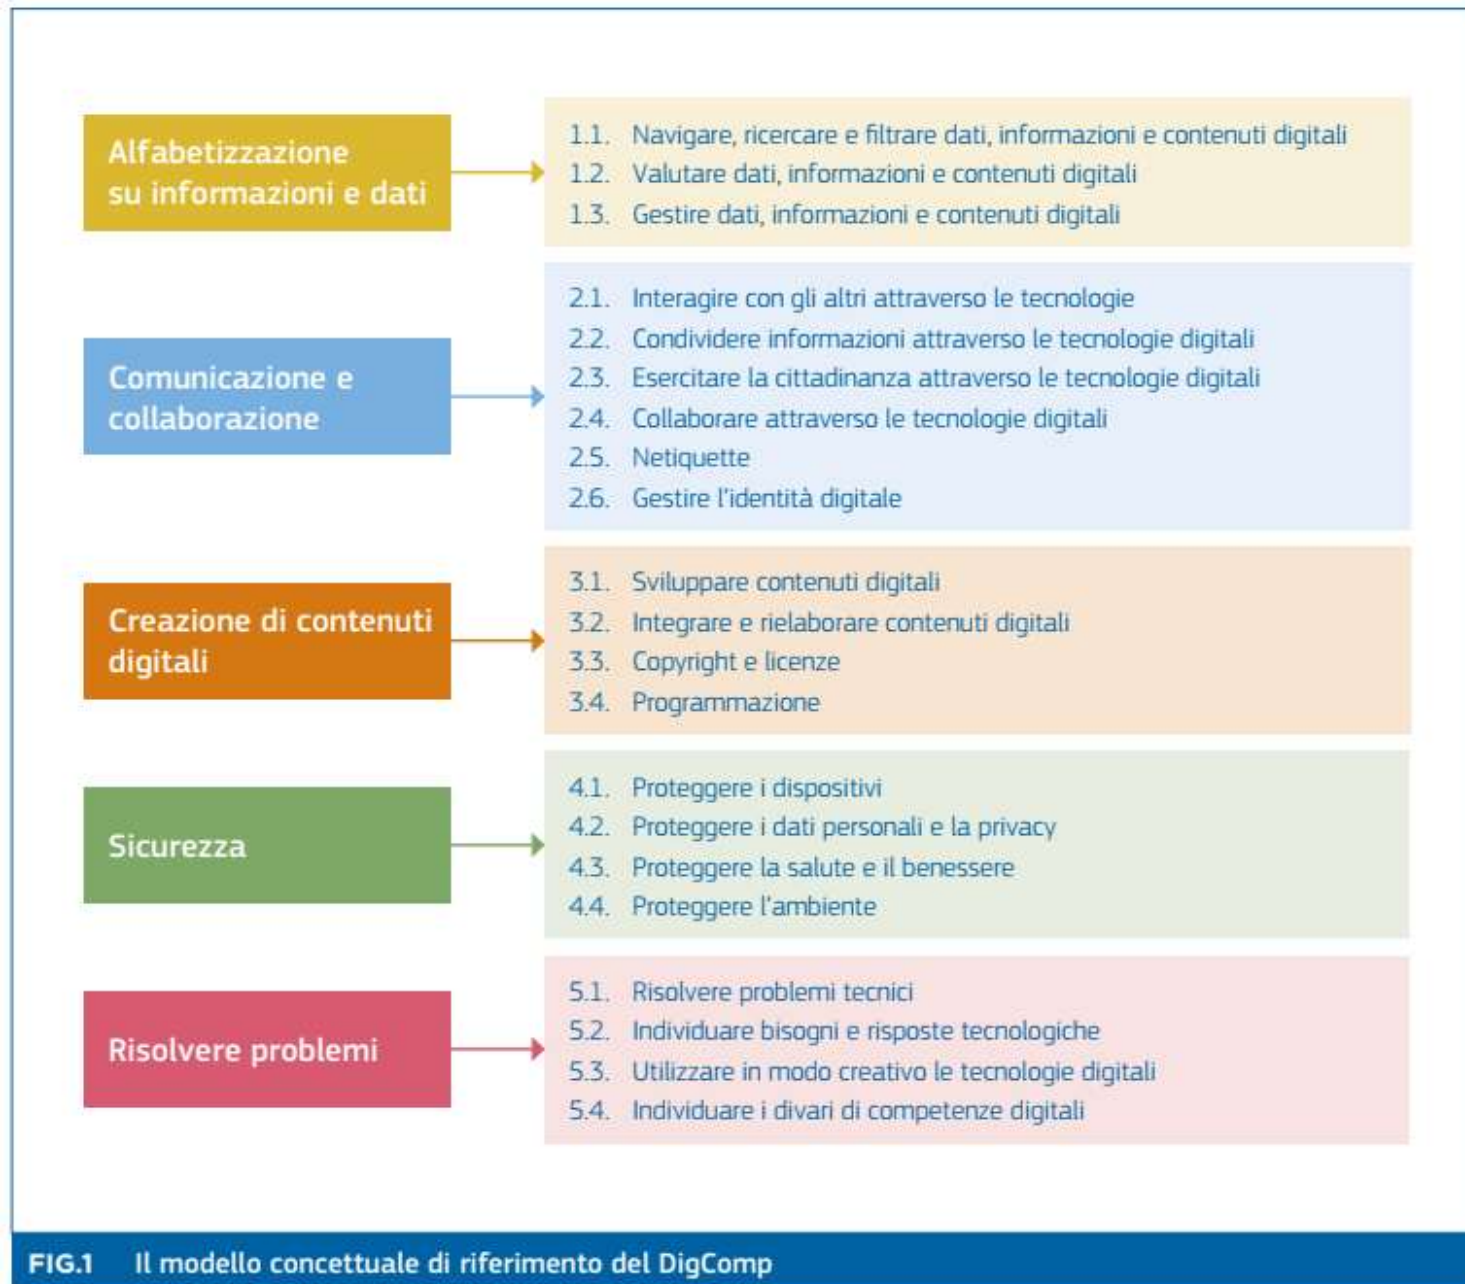 Alfabetizzazione
su informazioni e dati
1.1. Navigare, ricercare e filtrare dati, informazioni e contenuti digitali
1.2. Valutare dati, informazioni e contenuti digitali
1.3. Gestire dati, informazioni e contenuti digitali
Comunicazione e
collaborazione
2.1. Interagire con gli altri attraverso le tecnologie
2.2. Condividere informazioni attraverso le tecnologie digitali
2.3. Esercitare la cittadinanza attraverso le tecnologie digitali
2.4. Collaborare attraverso le tecnologie digitali
2.5. Netiquette
2.6. Gestire l'identità digitale
Creazione di contenuti
digitali
3.1. Sviluppare contenuti digitali
3.2. Integrare e rielaborare contenuti digitali
3.3. Copyright e licenze
3.4. Programmazione
Sicurezza
4.1. Proteggere i dispositivi
4.2. Proteggere i dati personali e la privacy
4.3. Proteggere la salute e il benessere
4.4. Proteggere l'ambiente
Risolvere problemi
5.1. Risolvere problemi tecnici
5.2. Individuare bisogni e risposte tecnologiche
5.3. Utilizzare in modo creativo le tecnologie digitali
5.4. Individuare i divari di competenze digitali
FIG.1 Il modello concettuale di riferimento del DigComp